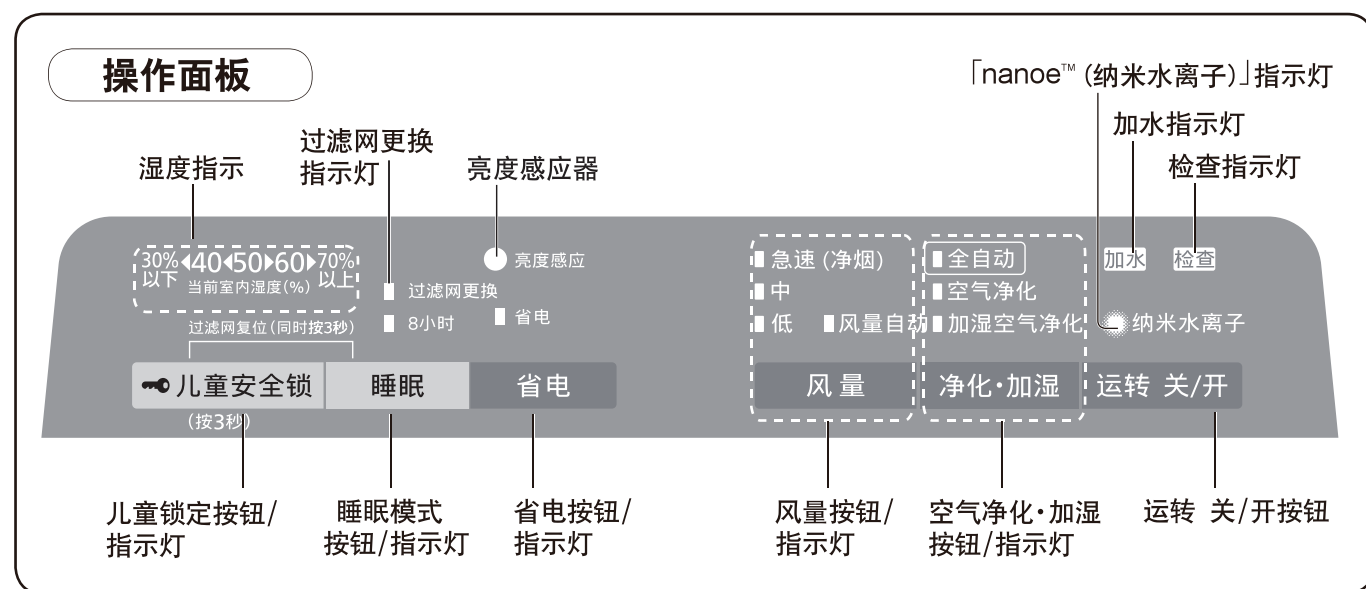 操作面板
「nanoe™ (纳米水离子)」指示灯
加水指示灯
检查指示灯
过滤网更换
指示灯
湿度指示
亮度感应器
30%
以下
40 50 60
70%
以上
当前室内湿度(%)
亮度感应
过滤网更换
8小时
省电
过滤网复位(同时按3秒)
急速 (净烟)
中
低
风量自动
全自动
空气净化
加湿空气净化
加水
检查
纳米水离子
儿童安全锁
睡眠
省电
风量
净化·加湿
运转 关/开
(按3秒)
儿童锁定按钮/
指示灯
睡眠模式
按钮/指示灯
省电按钮/
指示灯
风量按钮/
指示灯
空气净化·加湿
按钮/指示灯
运转 关/开按钮